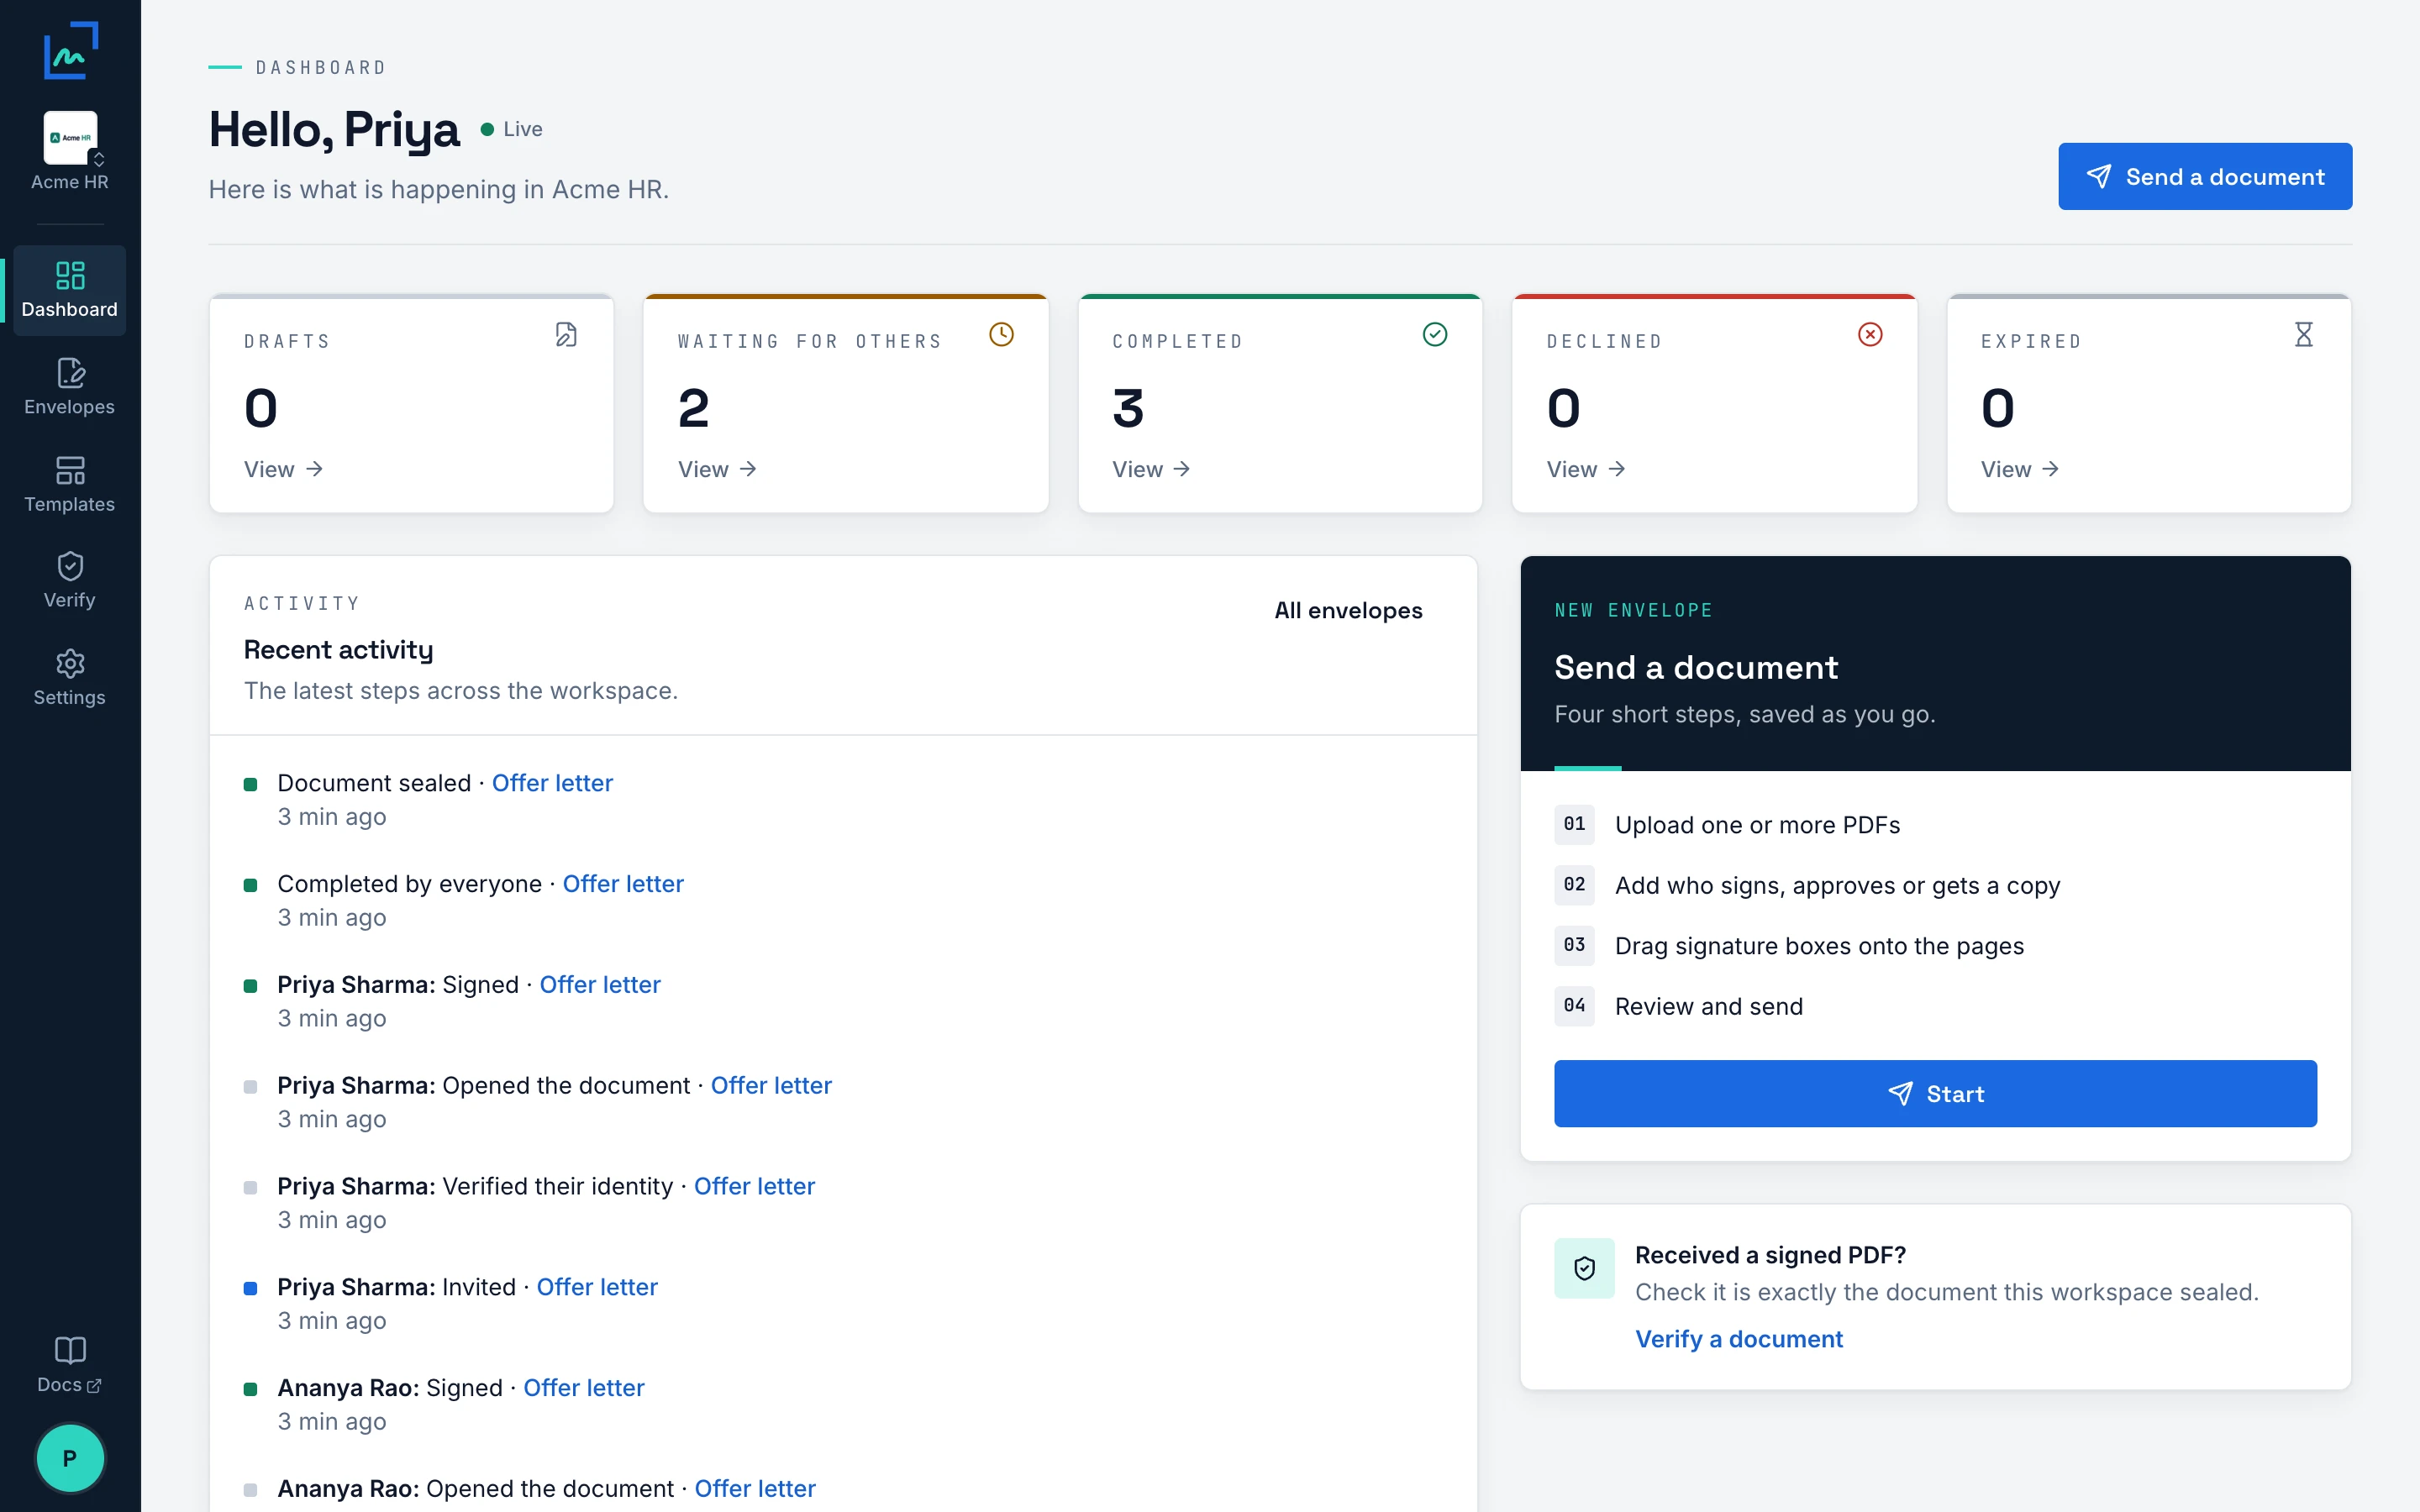 Acme HR
Acme HR
Dashboard
Envelopes
Templates
Verify
Settings
Docs
P
DASHBOARD
Hello, Priya
Live
Here is what is happening in Acme HR.
Send a document
DRAFTS
0
View
WAITING FOR OTHERS
2
View
COMPLETED
3
View
DECLINED
0
View
EXPIRED
0
View
ACTIVITY
Recent activity
The latest steps across the workspace.
All envelopes
Document sealed · Offer letter
3 min ago
Completed by everyone · Offer letter
3 min ago
Priya Sharma: Signed · Offer letter
3 min ago
Priya Sharma: Opened the document · Offer letter
3 min ago
Priya Sharma: Verified their identity · Offer letter
3 min ago
Priya Sharma: Invited · Offer letter
3 min ago
Ananya Rao: Signed · Offer letter
3 min ago
Ananya Rao: Opened the document · Offer letter
NEW ENVELOPE
Send a document
Four short steps, saved as you go.
01 Upload one or more PDFs
02 Add who signs, approves or gets a copy
03 Drag signature boxes onto the pages
04 Review and send
Start
Received a signed PDF?
Check it is exactly the document this workspace sealed.
Verify a document